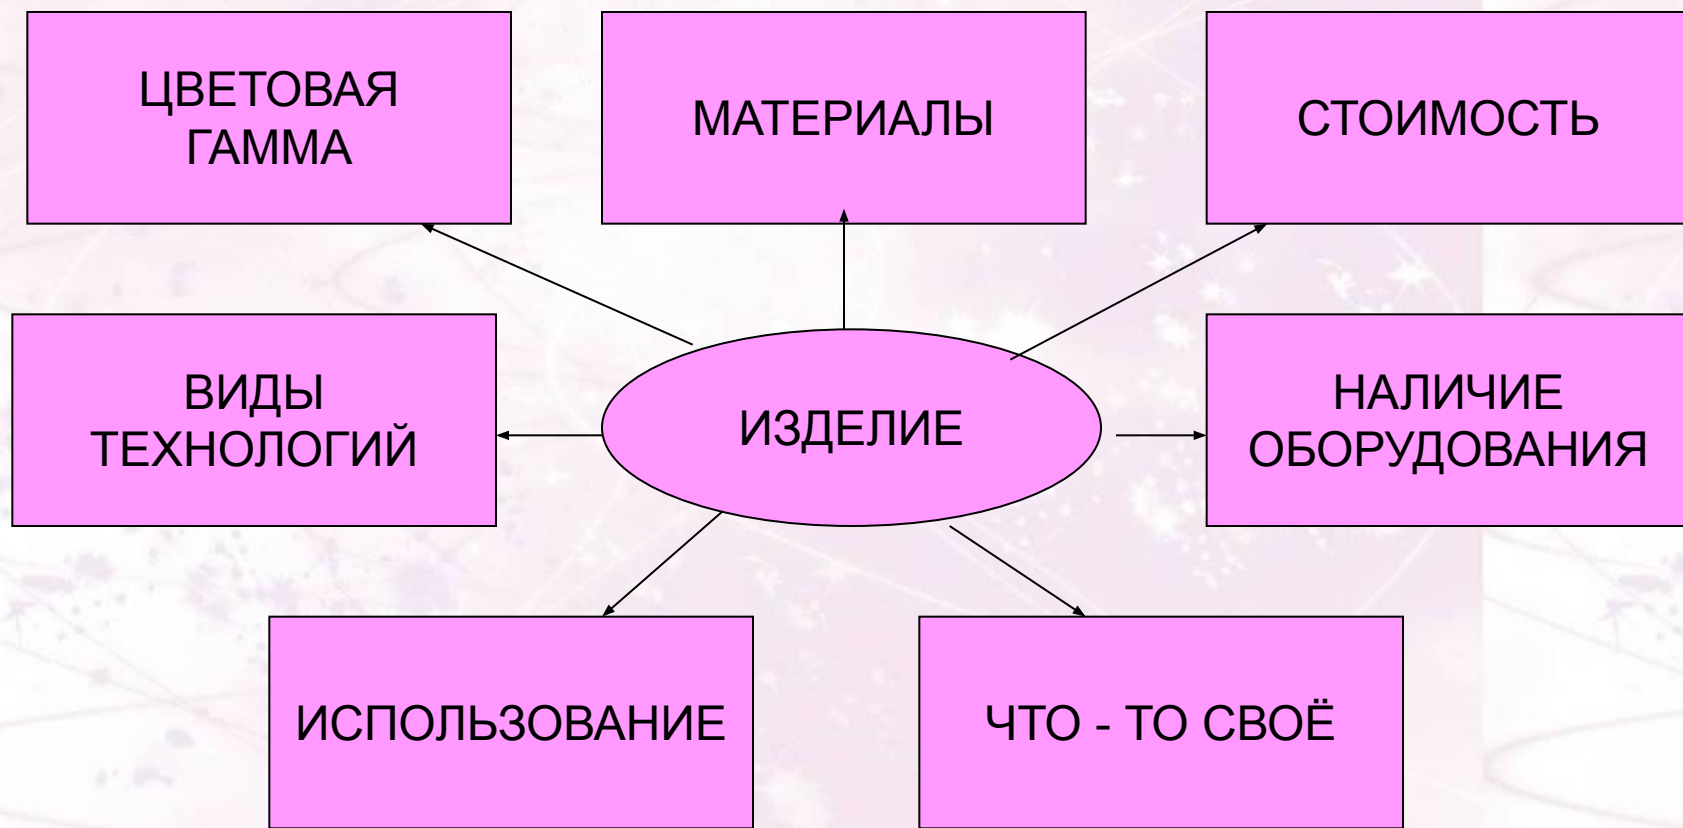 ЦВЕТОВАЯ
ГАММА
МАТЕРИАЛЫ
СТОИМОСТЬ
ВИДЫ
ТЕХНОЛОГИЙ
ИЗДЕЛИЕ
НАЛИЧИЕ
ОБОРУДОВАНИЯ
ИСПОЛЬЗОВАНИЕ
ЧТО - ТО СВОЁ